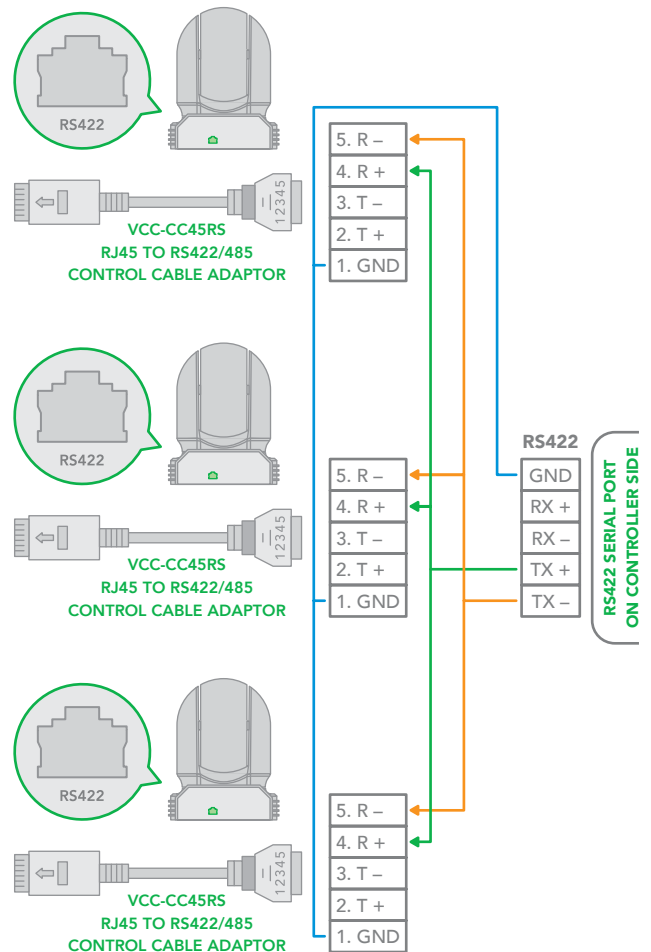 RS422
12345
VCC-CC45RS
RJ45 TO RS422/485
CONTROL CABLE ADAPTOR
5. R –
4. R +
3. T –
2. T +
1. GND
RS422
12345
VCC-CC45RS
RJ45 TO RS422/485
CONTROL CABLE ADAPTOR
5. R –
4. R +
3. T –
2. T +
1. GND
RS422
GND
RX +
RX –
TX +
TX –
RS422 SERIAL PORT
ON CONTROLLER SIDE
RS422
12345
VCC-CC45RS
RJ45 TO RS422/485
CONTROL CABLE ADAPTOR
5. R –
4. R +
3. T –
2. T +
1. GND